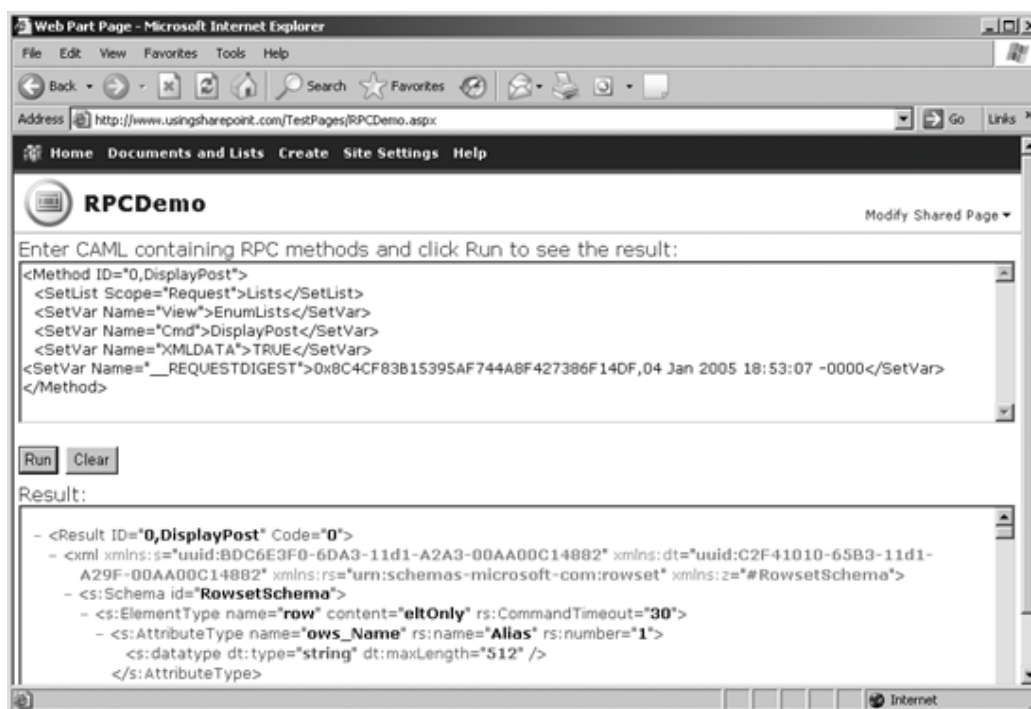 Web Part Page - Microsoft Internet Explorer
File Edit View Favorites Tools Help
Back Search Favorites
Address http://www.usingsharepoint.com/TestPages/RPCDemo.aspx Go Links
Home Documents and Lists Create Site Settings Help
RPCDemo
Modify Shared Page
Enter CAML containing RPC methods and click Run to see the result:
<Method ID="0,DisplayPost">
<SetList Scope="Request">Lists</SetList>
<SetVar Name="View">EnumLists</SetVar>
<SetVar Name="Cmd">DisplayPost</SetVar>
<SetVar Name="XMLDATA">TRUE</SetVar>
<SetVar Name="__REQUESTDIGEST">0x8C4CF83B15395AF744A8F427386F14DF,04 Jan 2005 18:53:07 -0000</SetVar>
</Method>
Run Clear
Result:
- <Result ID="0,DisplayPost" Code="0">
- <xml xmlns:s="uuid:BDC6E3F0-6DA3-11d1-A2A3-00AA00C14882" xmlns:dt="uuid:C2F41010-65B3-11d1-
A29F-00AA00C14882" xmlns:rs="urn:schemas-microsoft-com:rowset" xmlns:z="#RowsetSchema">
- <s:Schema id="RowsetSchema">
- <s:ElementType name="row" content="eltOnly" rs:CommandTimeout="30">
- <s:AttributeType name="ows_Name" rs:name="Alias" rs:number="1">
<s:datatype dt:type="string" dt:maxLength="512" />
</s:AttributeType>
Internet